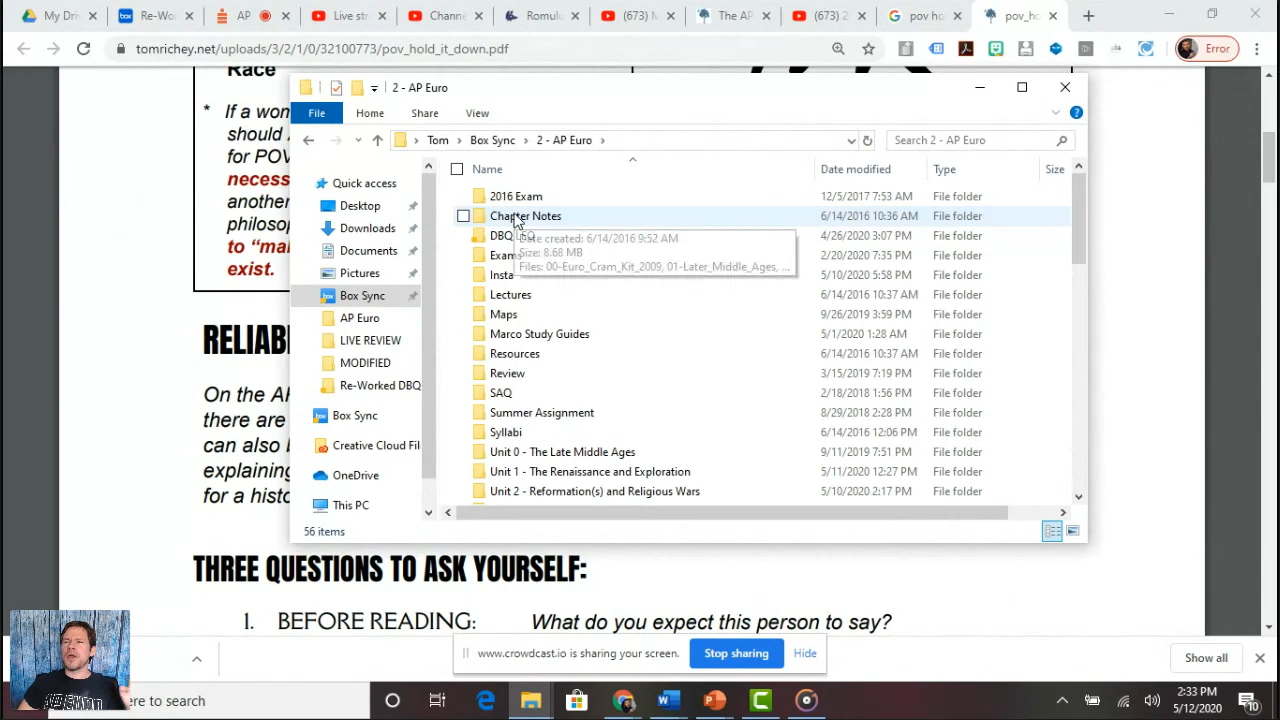 My Dri
Re-Wo
AP
Live str
Channe
Romula
(673) M
The AP
(673) 2
pov ho
pov_ho
tomrichey.net/uploads/3/2/1/0/32100773/pov_hold_it_down.pdf
Error
Race
* If a won
should
for POV
necess
another
philosop
to “mal
exist.
RELIAB
On the AP
there are
can also b
explaining
for a histo
THREE QUESTIONS TO ASK YOURSELF:
1. BEFORE READING: What do you expect this person to say?
2 - AP Euro
File Home Share View
Tom Box Sync 2 - AP Euro
Search 2 - AP Euro
Quick access
Desktop
Downloads
Documents
Pictures
Box Sync
AP Euro
LIVE REVIEW
MODIFIED
Re-Worked DBQ
Box Sync
Creative Cloud Fil
OneDrive
This PC
Name Date modified Type Size
2016 Exam 12/5/2017 7:53 AM File folder
Chapter Notes 6/14/2016 10:36 AM File folder
DBQ LEQ 4/26/2020 3:07 PM File folder
Exams 2/20/2020 7:35 PM File folder
Insta 5/10/2020 5:58 PM File folder
Date created: 6/14/2016 9:52 AM
Size: 8.68 MB
Files: 00-Euro_Cram_Kit_2009, 01-Later_Middle_Ages, ...
Lectures 6/14/2016 10:37 AM File folder
Maps 9/26/2019 3:59 PM File folder
Marco Study Guides 5/1/2020 1:28 AM File folder
Resources 6/14/2016 10:37 AM File folder
Review 3/15/2019 7:19 PM File folder
SAQ 2/18/2018 1:56 PM File folder
Summer Assignment 8/29/2018 2:28 PM File folder
Syllabi 6/14/2016 12:06 PM File folder
Unit 0 - The Late Middle Ages 9/11/2019 7:51 PM File folder
Unit 1 - The Renaissance and Exploration 5/11/2020 12:27 PM File folder
Unit 2 - Reformation(s) and Religious Wars 5/10/2020 2:17 PM File folder
56 items
www.crowdcast.io is sharing your screen.
Stop sharing
Hide
Show all
here to search
2:33 PM
5/12/2020
10